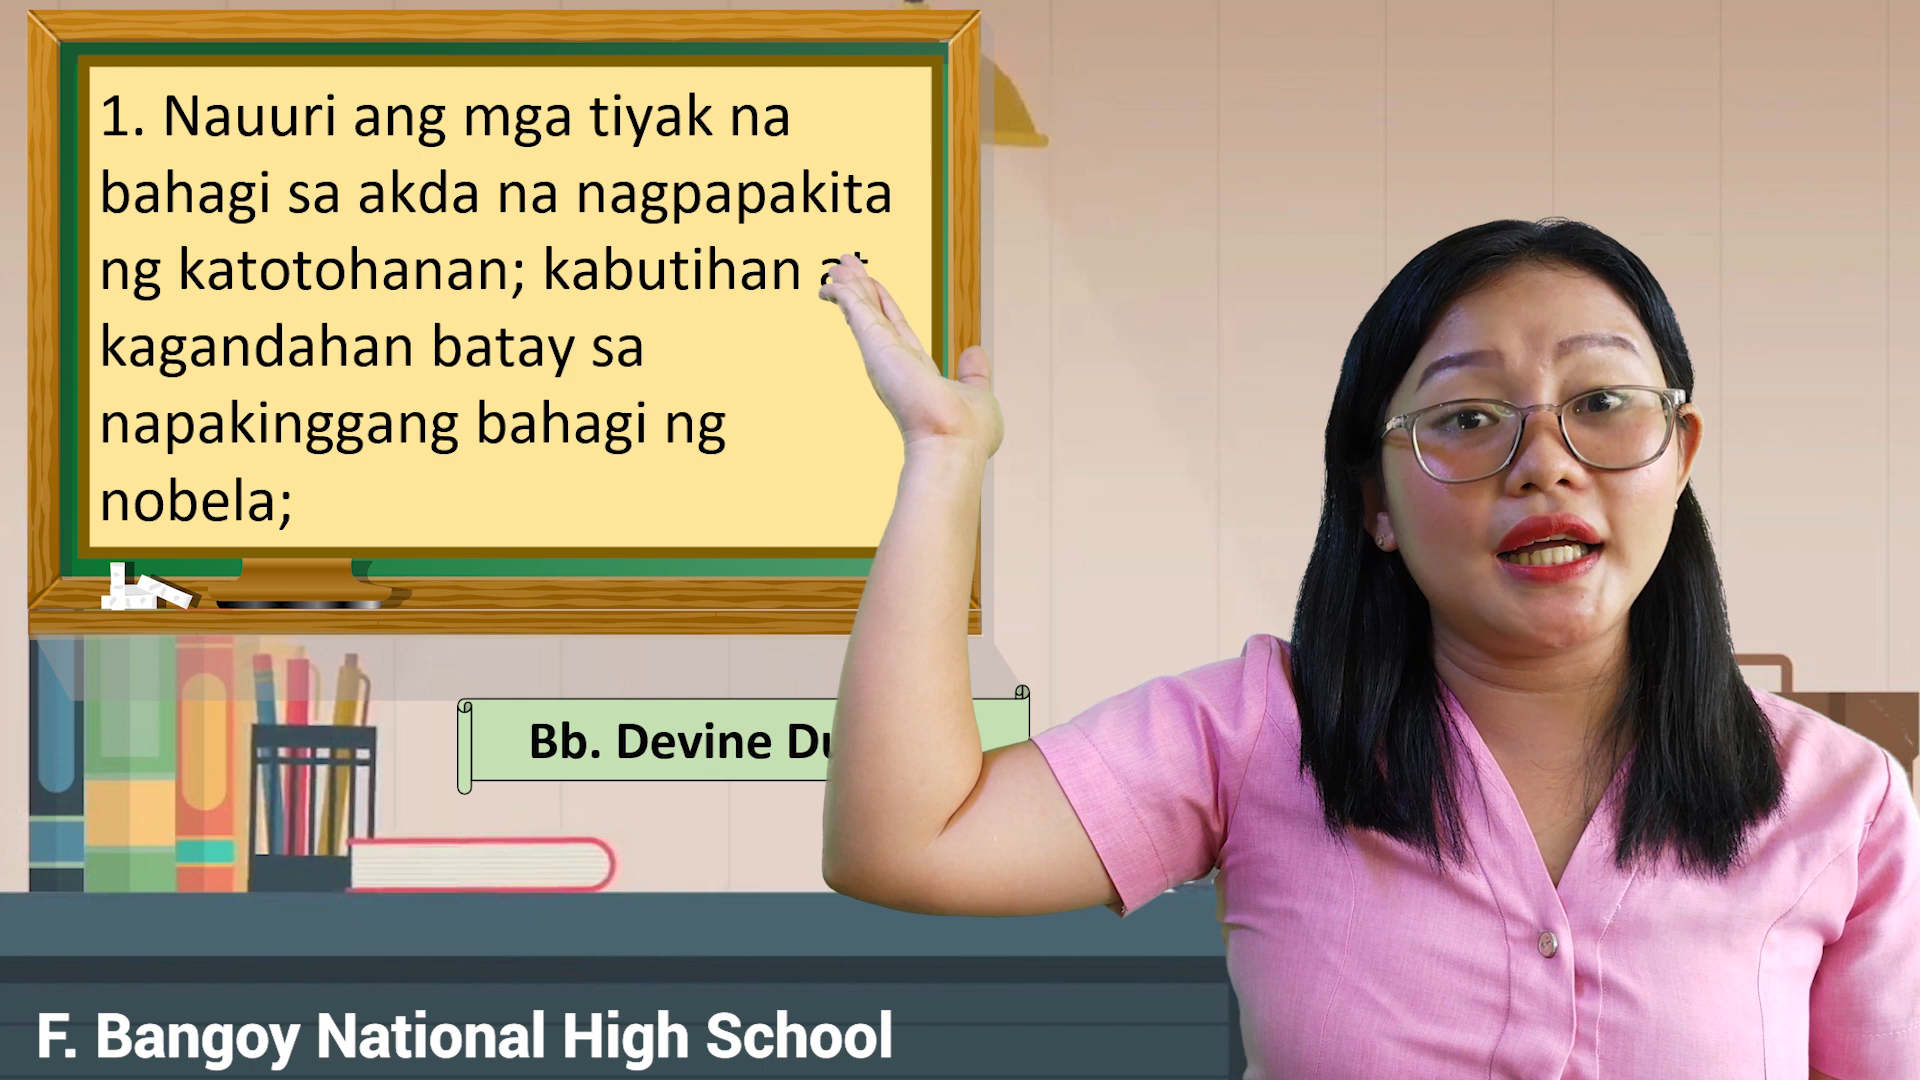 1. Nauuri ang mga tiyak na
bahagi sa akda na nagpapakita
ng katotohanan; kabutihan at
kagandahan batay sa
napakinggang bahagi ng
nobela;
Bb. Devine
F. Bangoy National High School